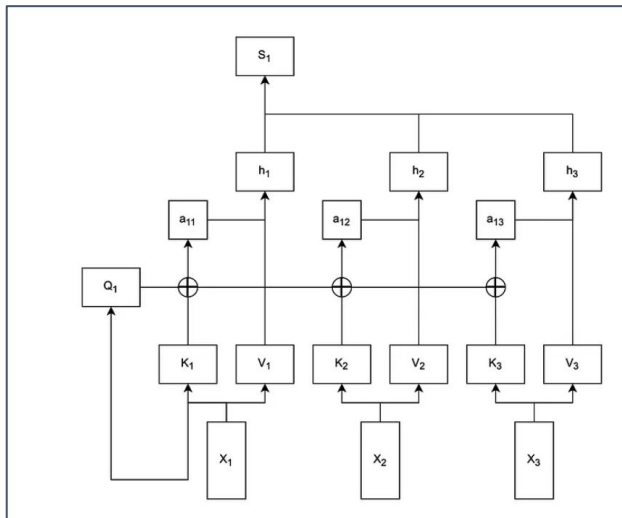 S1
h1 h2 h3
a11 a12 a13
Q1
K1 V1 K2 V2 K3 V3
X1 X2 X3